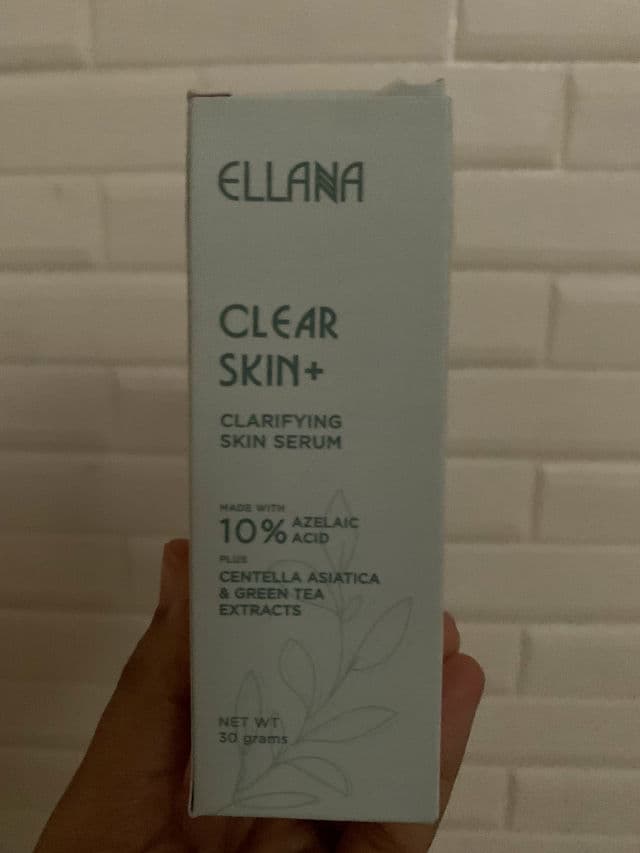 ELLANA
CLEAR
SKIN+
CLARIFYING
SKIN SERUM
MADE WITH
10% AZELAIC
ACID
PLUS
CENTELLA ASIATICA
& GREEN TEA
EXTRACTS
NET WT
30 grams